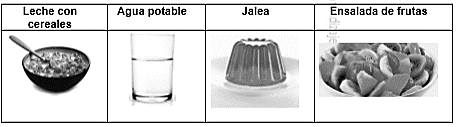 Leche con cereales
Agua potable
Jalea
Ensalada de frutas